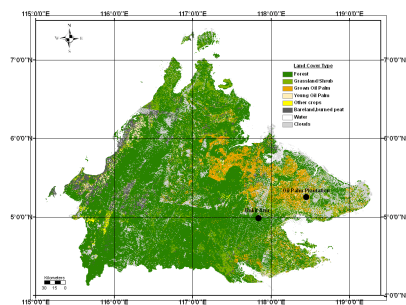 115°0'0"E 116°0'0"E 117°0'0"E 118°0'0"E 119°0'0"E
7°0'0"N 7°0'0"N
Land Cover Type
Forest
Grassland/Shrub
Grown Oil Palm
Young Oil Palm
Other crops
Bareland,burned peat
Water
Clouds
6°0'0"N 6°0'0"N
Oil Palm Plantation
5°0'0"N 5°0'0"N
Kilometers
30 15 0
4°0'0"N
115°0'0"E 116°0'0"E 117°0'0"E 118°0'0"E 119°0'0"E